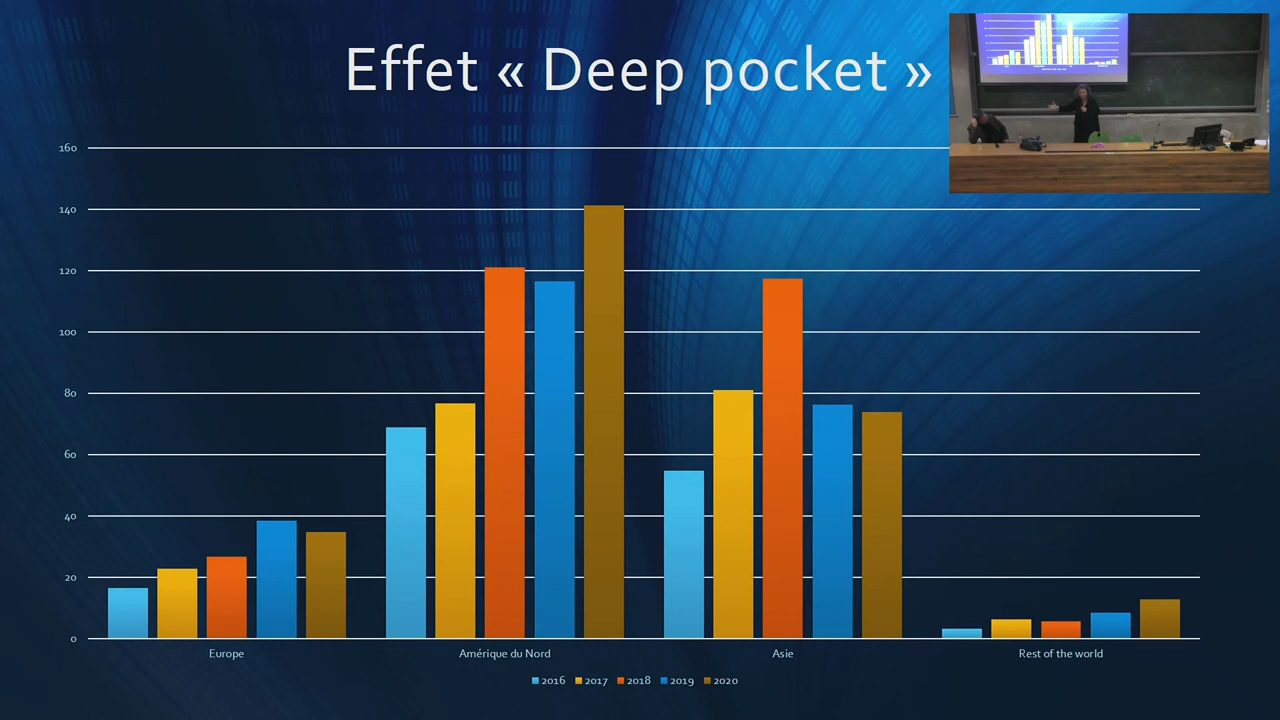 Effet « Deep pocket »
160
140
120
100
80
60
40
20
0
Europe
Amérique du Nord
Asie
Rest of the world
2016 2017 2018 2019 2020